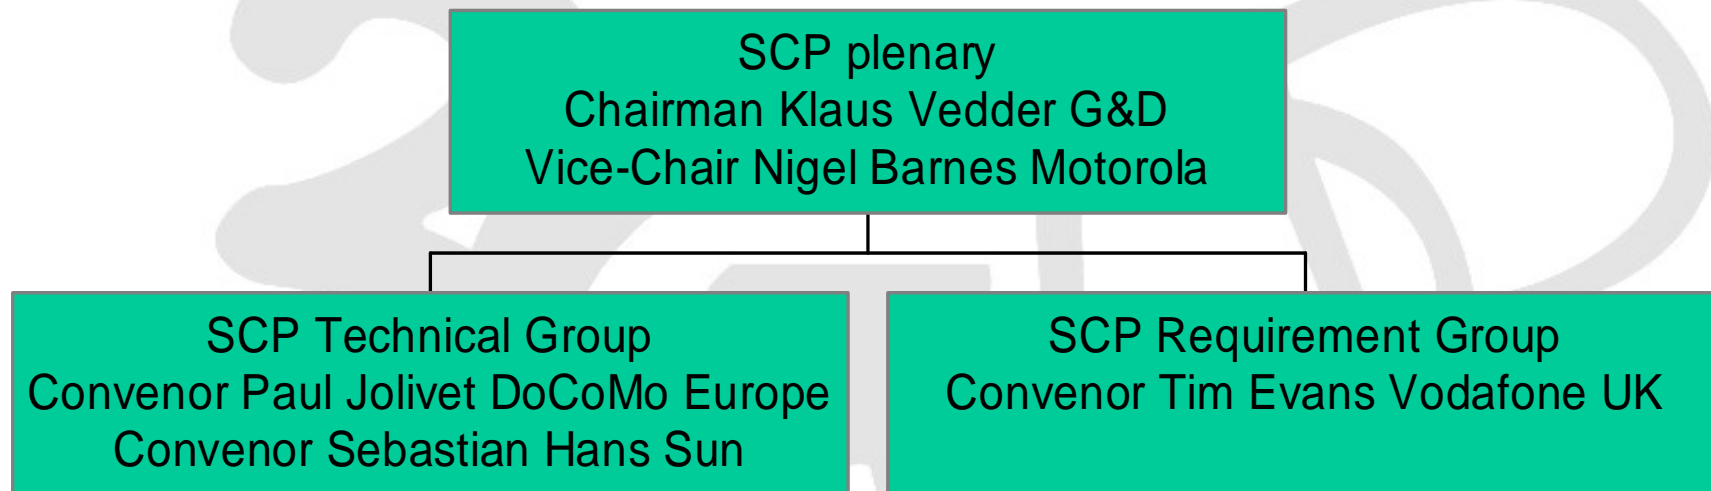 SCP plenary
Chairman Klaus Vedder G&D
Vice-Chair Nigel Barnes Motorola
SCP Technical Group
Convenor Paul Jolivet DoCoMo Europe
Convenor Sebastian Hans Sun
SCP Requirement Group
Convenor Tim Evans Vodafone UK